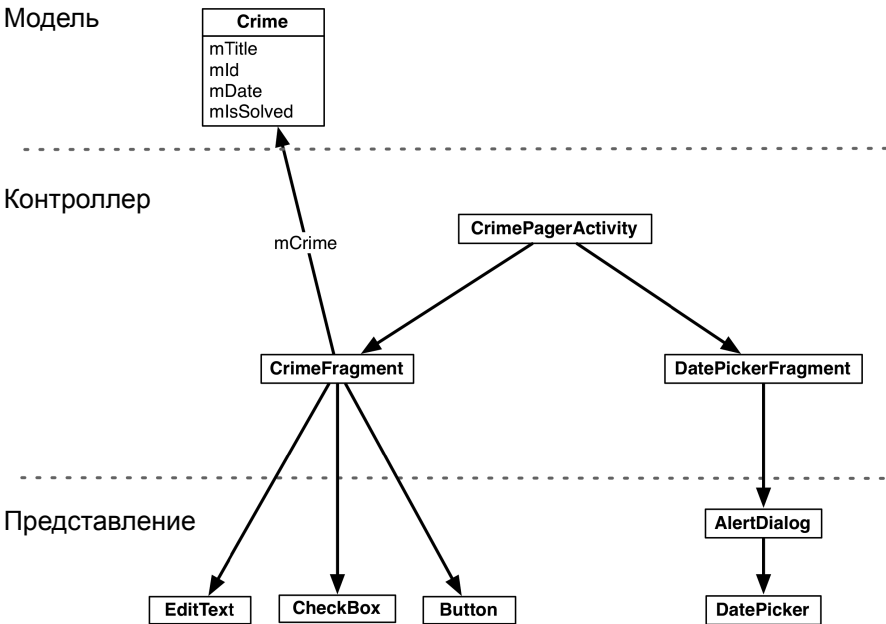 Модель
Crime
mTitle
mId
mDate
mIsSolved
Контроллер
CrimePagerActivity
mCrime
CrimeFragment
DatePickerFragment
Представление
AlertDialog
EditText
CheckBox
Button
DatePicker